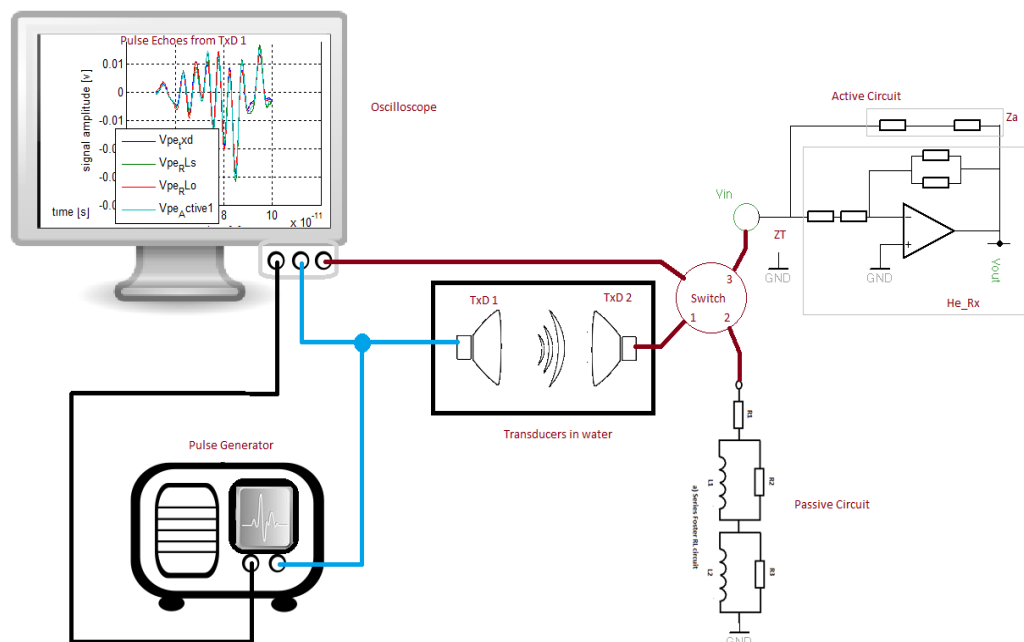 Pulse Echoes from TxD 1
signal amplitude [v]
0.01
0
-0.01
-0.
-0.
Vpe_txd
Vpe_RLs
Vpe_RLo
Vpe_Active1
time [s]
8
10
x 10^-11
Oscilloscope
Active Circuit
Za
Vin
ZT
GND
GND
Vout
He_Rx
Switch
3
1
2
TxD 1
TxD 2
Transducers in water
Pulse Generator
R1
L1
R2
a) Series Foster RL circuit
L2
R3
GND
Passive Circuit